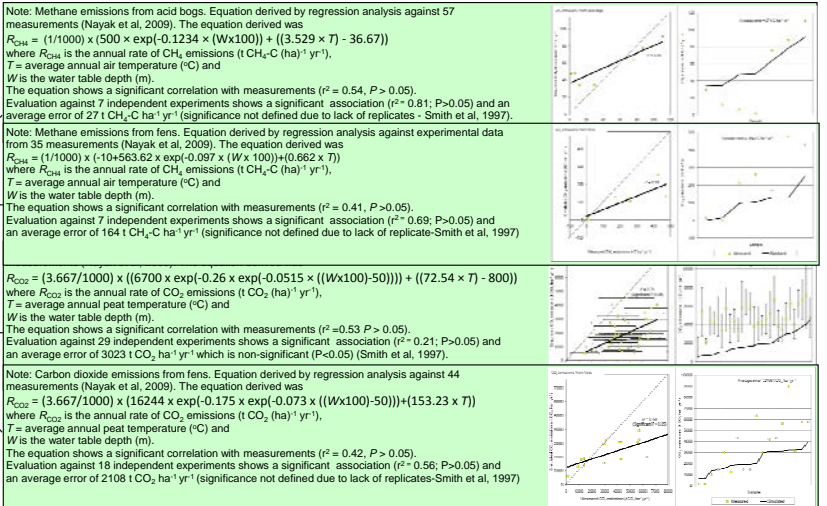 Note: Methane emissions from acid bogs. Equation derived by regression analysis against 57
measurements (Nayak et al, 2009). The equation derived was
R_CH4 = (1/1000) x (500 × exp(-0.1234 × (Wx100)) + ((3.529 × T) - 36.67))
where R_CH4 is the annual rate of CH₄ emissions (t CH₄-C (ha)⁻¹ yr⁻¹),
T = average annual air temperature (°C) and
W is the water table depth (m).
The equation shows a significant correlation with measurements (r² = 0.54, P > 0.05).
Evaluation against 7 independent experiments shows a significant association (r² = 0.81; P>0.05) and an
average error of 27 t CH₄-C ha⁻¹ yr⁻¹ (significance not defined due to lack of replicates - Smith et al, 1997).
Note: Methane emissions from fens. Equation derived by regression analysis against experimental data
from 35 measurements (Nayak et al, 2009). The equation derived was
R_CH4 = (1/1000) x (-10+563.62 x exp(-0.097 x (W x 100))+(0.662 x T))
where R_CH4 is the annual rate of CH₄ emissions (t CH₄-C (ha)⁻¹ yr⁻¹),
T = average annual air temperature (°C) and
W is the water table depth (m).
The equation shows a significant correlation with measurements (r² = 0.41, P >0.05).
Evaluation against 7 independent experiments shows a significant association (r² = 0.69; P>0.05) and
an average error of 164 t CH₄-C ha⁻¹ yr⁻¹ (significance not defined due to lack of replicate-Smith et al, 1997)
R_CO2 = (3.667/1000) × ((6700 × exp(-0.26 × exp(-0.0515 × ((Wx100)-50)))) + ((72.54 × T) - 800))
where R_CO2 is the annual rate of CO₂ emissions (t CO₂ (ha)⁻¹ yr⁻¹),
T = average annual peat temperature (°C) and
W is the water table depth (m).
The equation shows a significant correlation with measurements (r² =0.53 P > 0.05).
Evaluation against 29 independent experiments shows a significant association (r² = 0.21; P>0.05) and
an average error of 3023 t CO₂ ha⁻¹ yr⁻¹ which is non-significant (P<0.05) (Smith et al, 1997).
Note: Carbon dioxide emissions from fens. Equation derived by regression analysis against 44
measurements (Nayak et al, 2009). The equation derived was
R_CO2 = (3.667/1000) x (16244 x exp(-0.175 x exp(-0.073 x ((Wx100)-50)))+(153.23 x T))
where R_CO2 is the annual rate of CO₂ emissions (t CO₂ (ha)⁻¹ yr⁻¹),
T = average annual peat temperature (°C) and
W is the water table depth (m).
The equation shows a significant correlation with measurements (r² = 0.42, P > 0.05).
Evaluation against 18 independent experiments shows a significant association (r² = 0.56; P>0.05) and
an average error of 2108 t CO₂ ha⁻¹ yr⁻¹ (significance not defined due to lack of replicates-Smith et al, 1997)
Measured Simulated